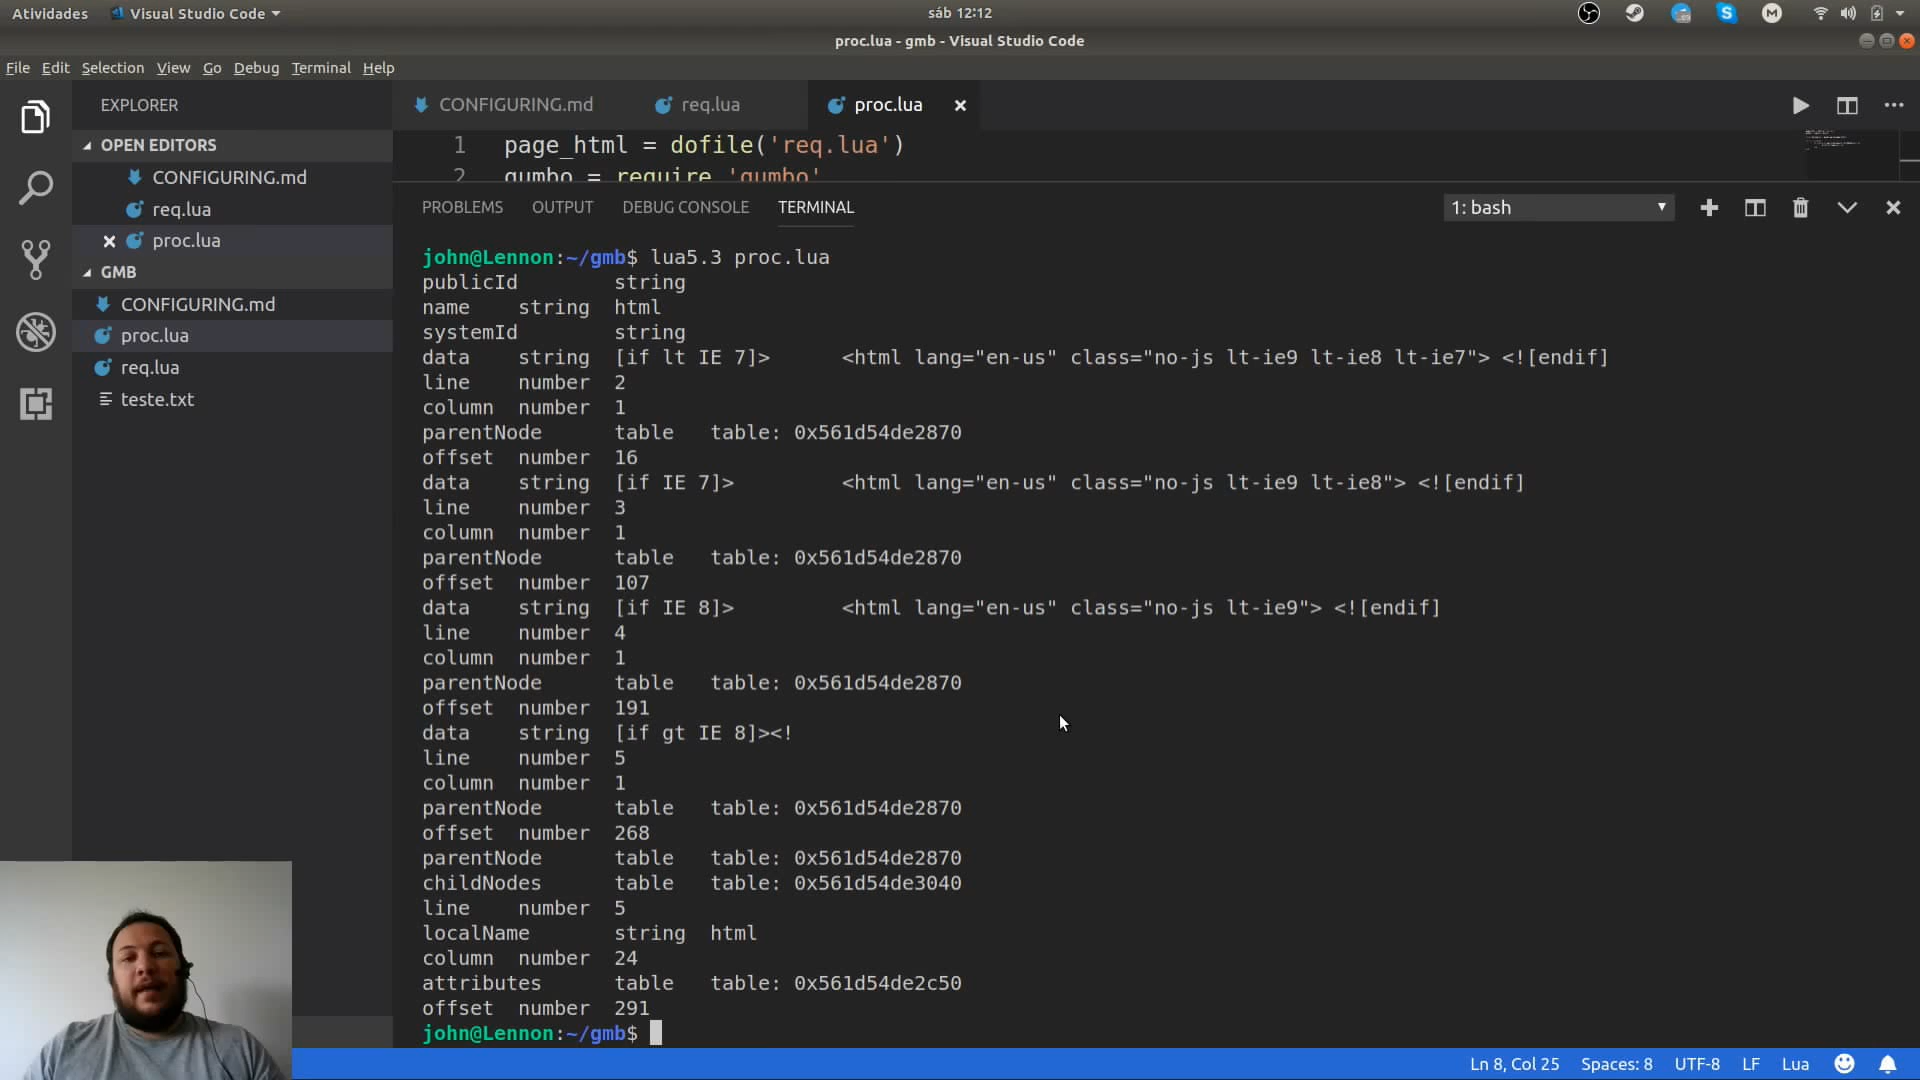 Atividades Visual Studio Code sáb 12:12
proc.lua - gmb - Visual Studio Code
File Edit Selection View Go Debug Terminal Help
EXPLORER
OPEN EDITORS
CONFIGURING.md
req.lua
proc.lua
GMB
CONFIGURING.md
proc.lua
req.lua
teste.txt
CONFIGURING.md req.lua proc.lua
1 page_html = dofile('req.lua')
2 gumbo = require 'gumbo'
PROBLEMS OUTPUT DEBUG CONSOLE TERMINAL 1: bash
john@Lennon:~/gmb$ lua5.3 proc.lua
publicId string
name string html
systemId string
data string [if lt IE 7]> <html lang="en-us" class="no-js lt-ie9 lt-ie8 lt-ie7"> <![endif]
line number 2
column number 1
parentNode table table: 0x561d54de2870
offset number 16
data string [if IE 7]> <html lang="en-us" class="no-js lt-ie9 lt-ie8"> <![endif]
line number 3
column number 1
parentNode table table: 0x561d54de2870
offset number 107
data string [if IE 8]> <html lang="en-us" class="no-js lt-ie9"> <![endif]
line number 4
column number 1
parentNode table table: 0x561d54de2870
offset number 191
data string [if gt IE 8]><!
line number 5
column number 1
parentNode table table: 0x561d54de2870
offset number 268
parentNode table table: 0x561d54de2870
childNodes table table: 0x561d54de3040
line number 5
localName string html
column number 24
attributes table table: 0x561d54de2c50
offset number 291
john@Lennon:~/gmb$
Ln 8, Col 25 Spaces: 8 UTF-8 LF Lua